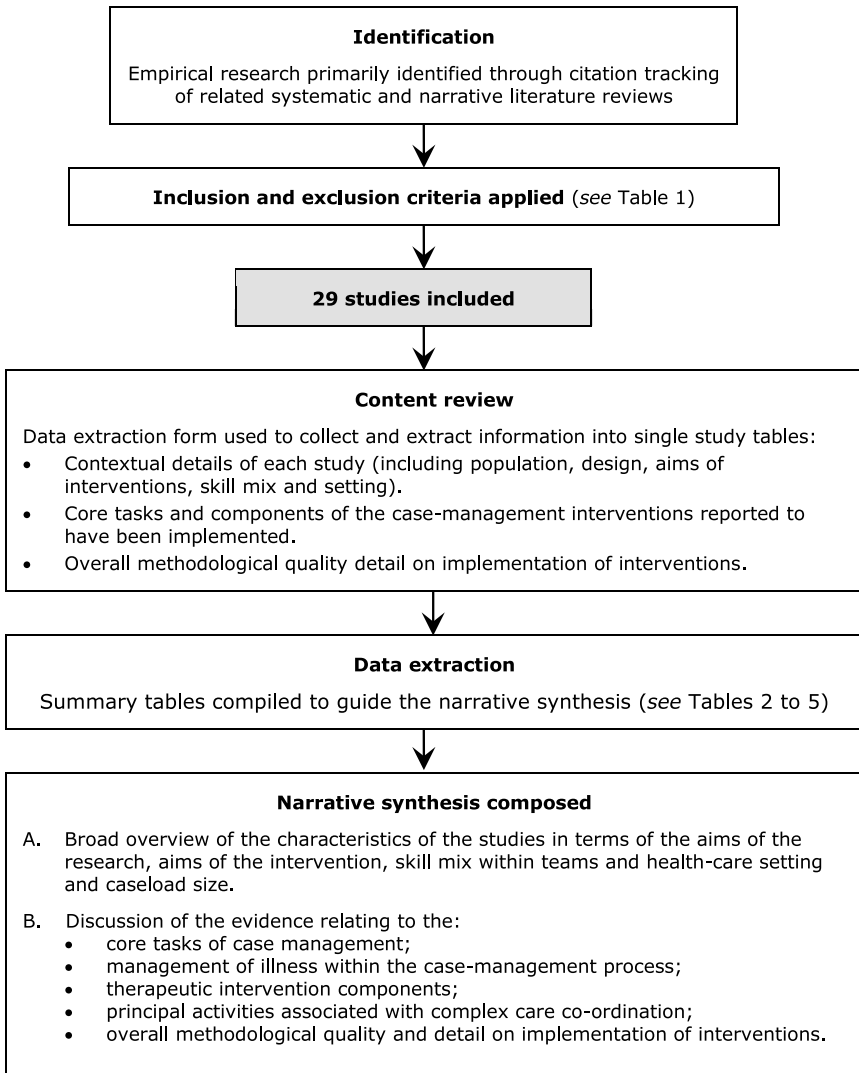 Identification
Empirical research primarily identified through citation tracking
of related systematic and narrative literature reviews
Inclusion and exclusion criteria applied (see Table 1)
29 studies included
Content review
Data extraction form used to collect and extract information into single study tables:
• Contextual details of each study (including population, design, aims of
interventions, skill mix and setting).
• Core tasks and components of the case-management interventions reported to
have been implemented.
• Overall methodological quality detail on implementation of interventions.
Data extraction
Summary tables compiled to guide the narrative synthesis (see Tables 2 to 5)
Narrative synthesis composed
A. Broad overview of the characteristics of the studies in terms of the aims of the
research, aims of the intervention, skill mix within teams and health-care setting
and caseload size.
B. Discussion of the evidence relating to the:
• core tasks of case management;
• management of illness within the case-management process;
• therapeutic intervention components;
• principal activities associated with complex care co-ordination;
• overall methodological quality and detail on implementation of interventions.